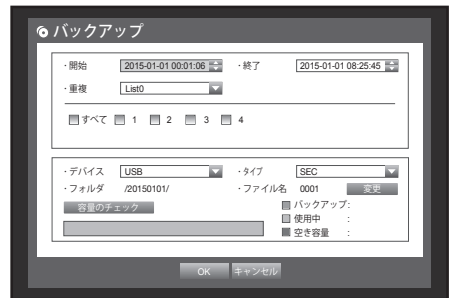 バックアップ
·開始 2015-01-01 00:01:06 ·終了 2015-01-01 08:25:45
·重複 List0
すべて 1 2 3 4
·デバイス USB ·タイプ SEC
·フォルダ /20150101/ ·ファイル名 0001 変更
容量のチェック バックアップ:
使用中 :
空き容量 :
OK キャンセル